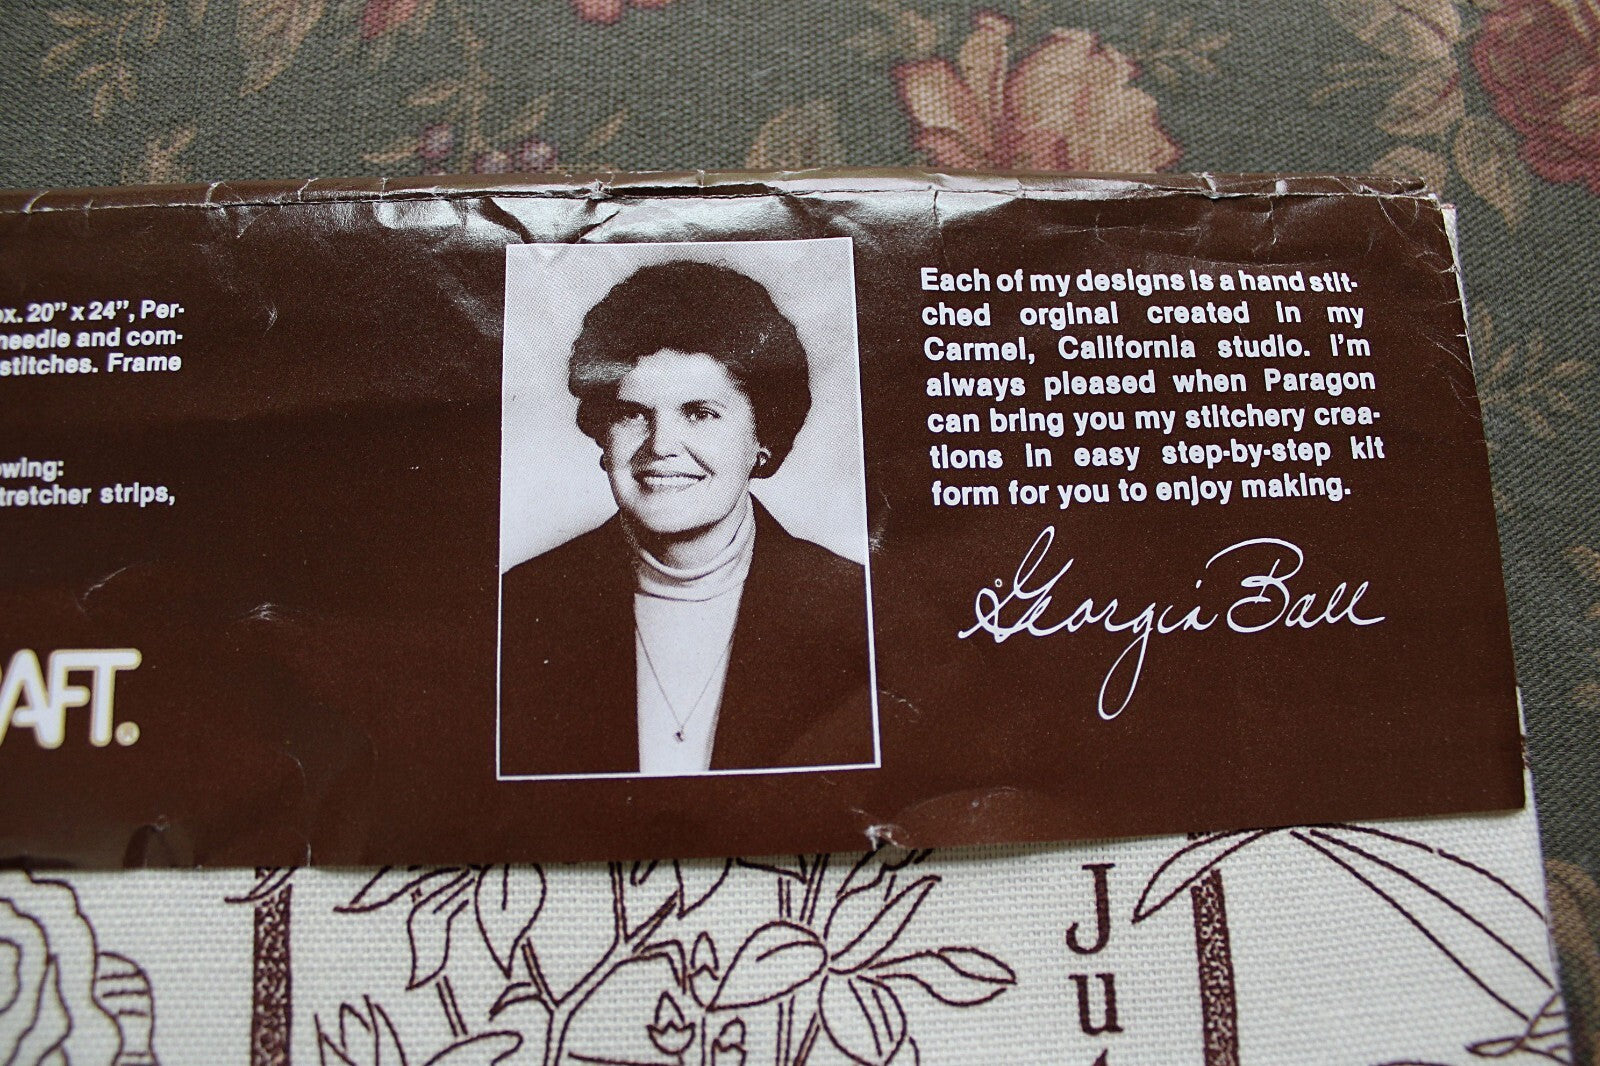 ox. 20” x 24”, Per-
needle and com-
stitches. Frame
owing:
tretcher strips,
AFT®
Each of my designs is a hand stit-
ched orginal created in my
Carmel, California studio. I'm
always pleased when Paragon
can bring you my stitchery crea-
tions in easy step-by-step kit
form for you to enjoy making.
Georgia Ball
Ju